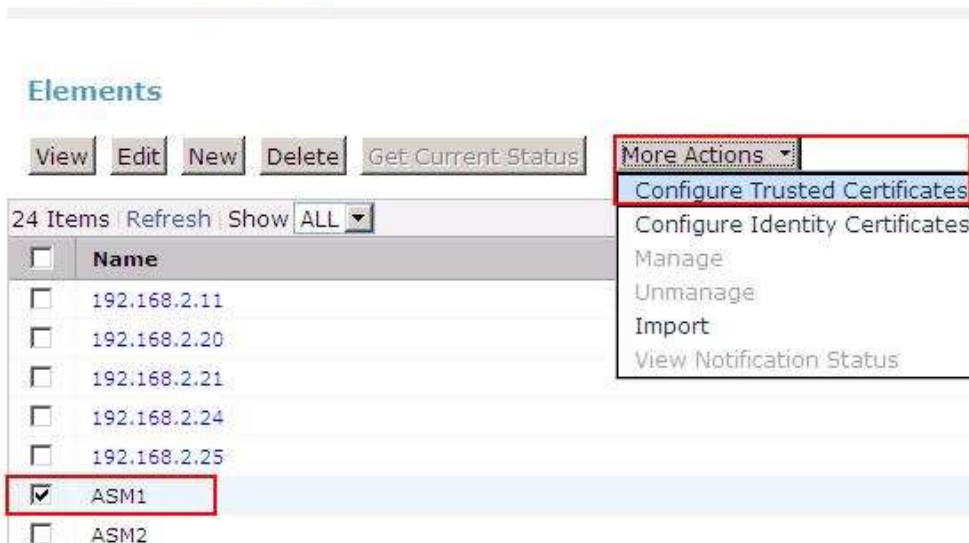 Elements
View Edit New Delete Get Current Status More Actions
Configure Trusted Certificates
Configure Identity Certificates
Manage
Unmanage
Import
View Notification Status
24 Items Refresh Show ALL
Name
192.168.2.11
192.168.2.20
192.168.2.21
192.168.2.24
192.168.2.25
ASM1
ASM2